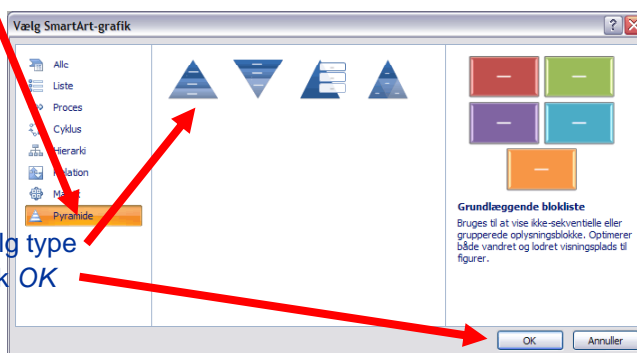 Vælg SmartArt-grafik
Alle
Liste
Proces
Cyklus
Hierarki
Relation
Pyramide
Grundlæggende blokliste
Bruges til at vise ikke-sekventielle eller
grupperede oplysningsblokke. Optimerer
både vandret og lodret visningsplads til
figurer.
lg type
k OK
OK
Annuller